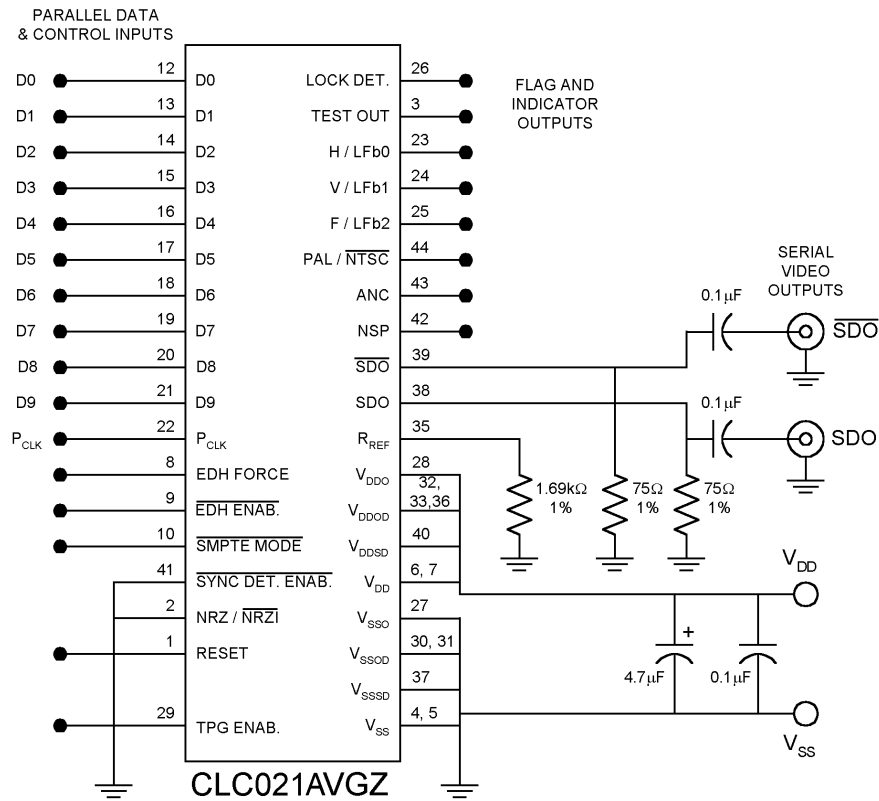 PARALLEL DATA
& CONTROL INPUTS
D0 12 D0 LOCK DET. 26
D1 13 D1 TEST OUT 3
D2 14 D2 H / LFb0 23
D3 15 D3 V / LFb1 24
D4 16 D4 F / LFb2 25
D5 17 D5 PAL / NTSC 44
D6 18 D6 ANC 43
D7 19 D7 NSP 42
D8 20 D8 SDO 39
D9 21 D9 SDO 38
PCLK 22 PCLK RREF 35
8 EDH FORCE VDDO 28
9 EDH ENAB. VDDOD 32,
33,36
10 SMPTE MODE VDDSD 40
41 SYNC DET. ENAB. VDD 6, 7
2 NRZ / NRZI VSSO 27
1 RESET VSSOD 30, 31
VSSSD 37
29 TPG ENAB. VSS 4, 5
CLC021AVGZ
FLAG AND
INDICATOR
OUTPUTS
SERIAL
VIDEO
OUTPUTS
0.1µF
SDO
0.1µF
SDO
1.69kΩ
1%
75Ω
1%
75Ω
1%
VDD
+
4.7µF
0.1µF
VSS